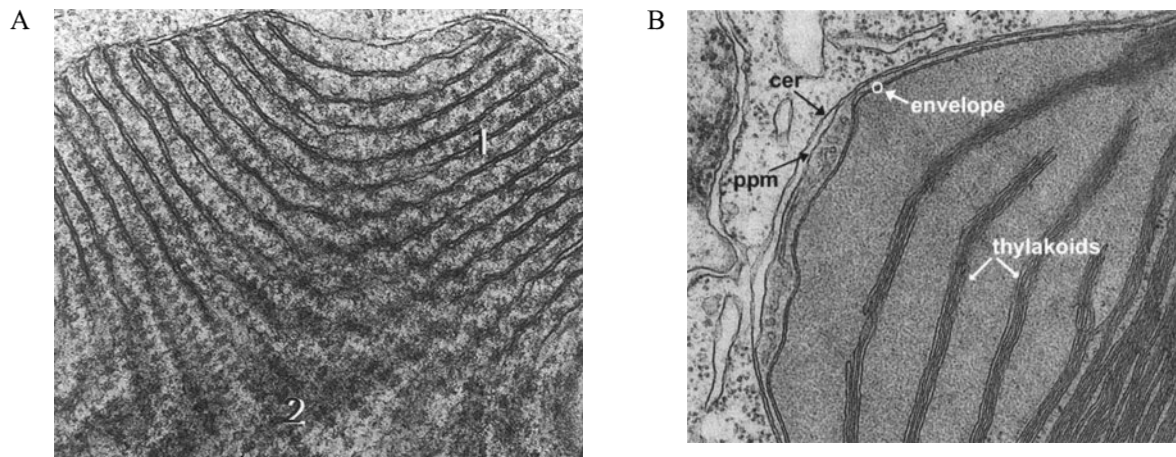 A
B
1
2
cer
envelope
ppm
thylakoids